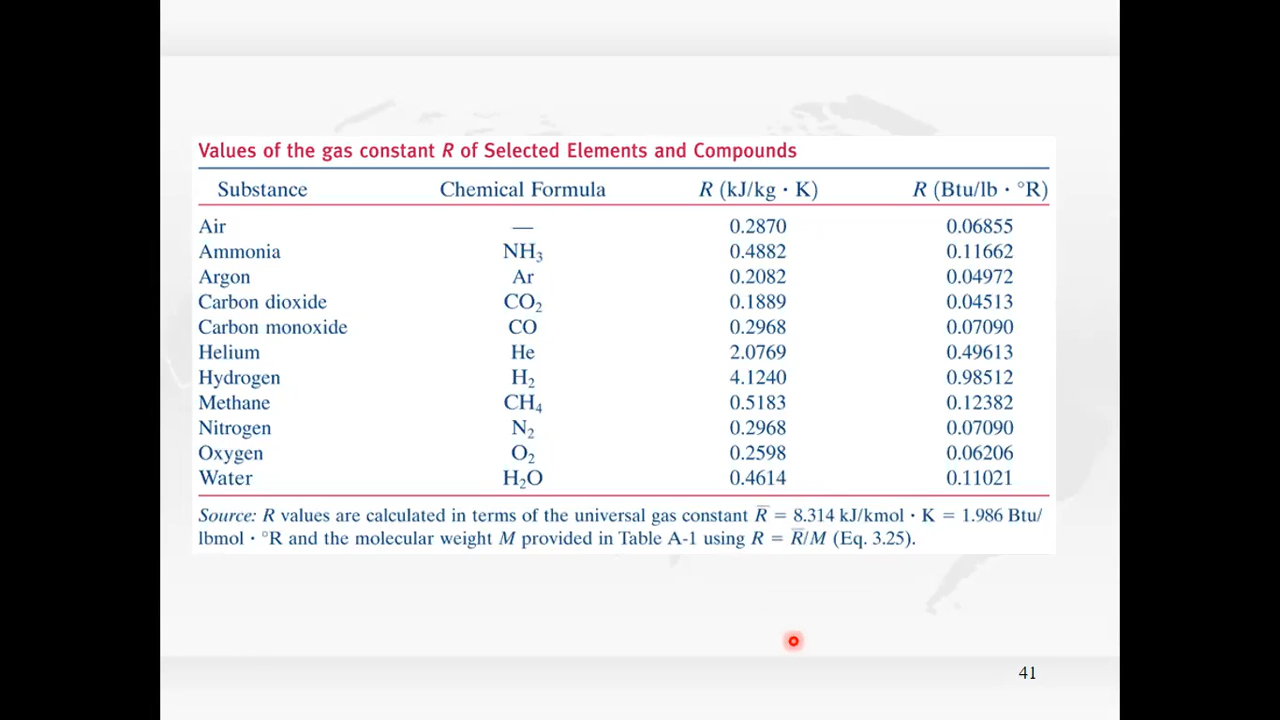 Values of the gas constant R of Selected Elements and Compounds
Substance Chemical Formula R (kJ/kg · K) R (Btu/lb · °R)
Air — 0.2870 0.06855
Ammonia NH₃ 0.4882 0.11662
Argon Ar 0.2082 0.04972
Carbon dioxide CO₂ 0.1889 0.04513
Carbon monoxide CO 0.2968 0.07090
Helium He 2.0769 0.49613
Hydrogen H₂ 4.1240 0.98512
Methane CH₄ 0.5183 0.12382
Nitrogen N₂ 0.2968 0.07090
Oxygen O₂ 0.2598 0.06206
Water H₂O 0.4614 0.11021
Source: R values are calculated in terms of the universal gas constant R̅ = 8.314 kJ/kmol · K = 1.986 Btu/
lbmol · °R and the molecular weight M provided in Table A-1 using R = R̅/M (Eq. 3.25).
41